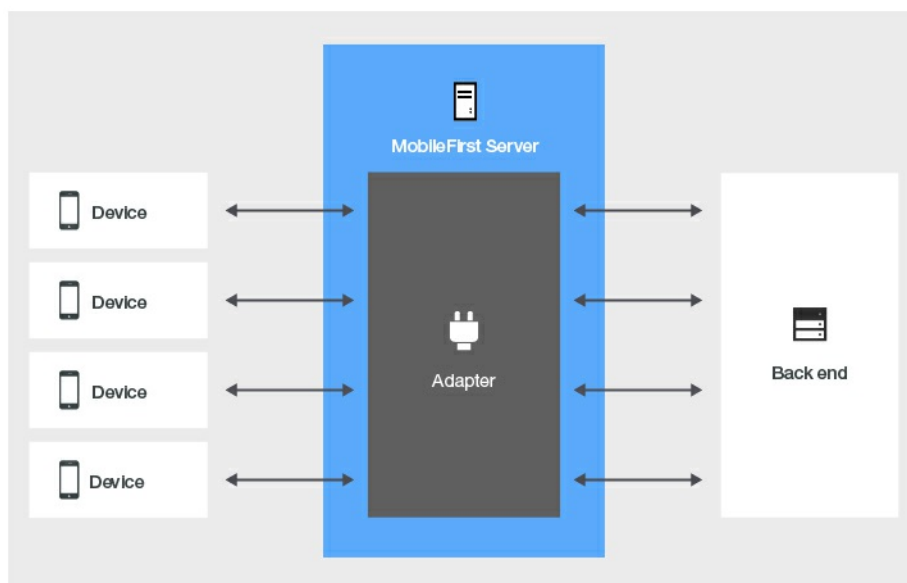 MobileFirst Server
Device
Device
Device
Device
Adapter
Back end